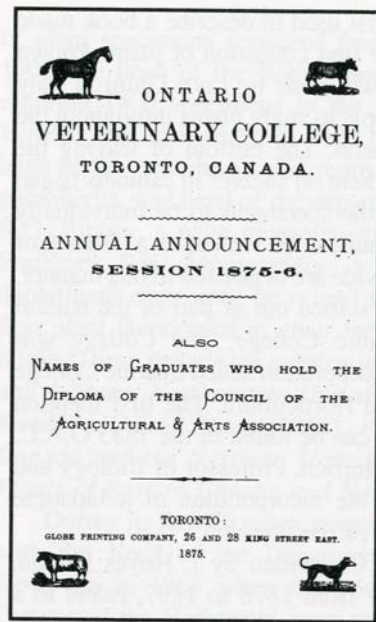 ONTARIO
VETERINARY COLLEGE,
TORONTO, CANADA.
ANNUAL ANNOUNCEMENT,
SESSION 1875-6.
ALSO
NAMES OF GRADUATES WHO HOLD THE
DIPLOMA OF THE COUNCIL OF THE
AGRICULTURAL & ARTS ASSOCIATION.
TORONTO:
GLOBE PRINTING COMPANY, 26 AND 28 KING STREET EAST.
1875.